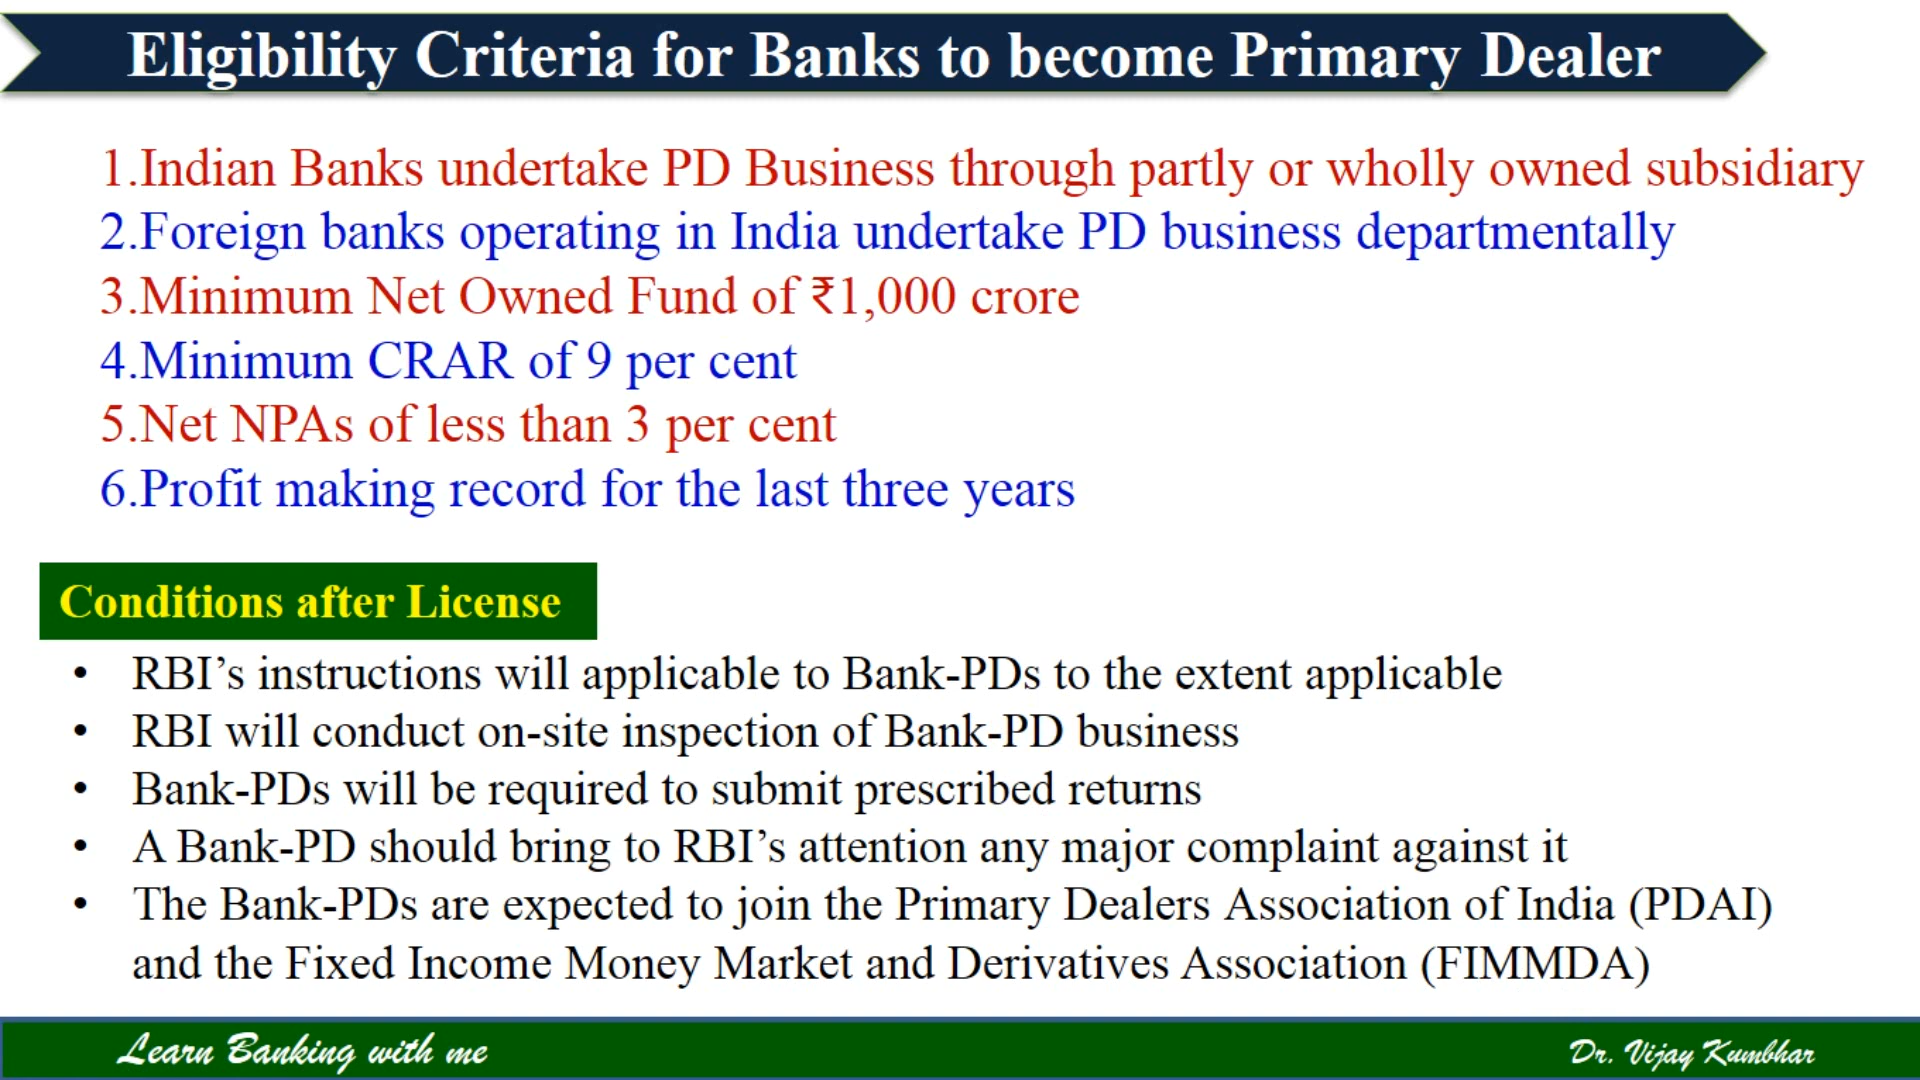 Eligibility Criteria for Banks to become Primary Dealer
1.Indian Banks undertake PD Business through partly or wholly owned subsidiary
2.Foreign banks operating in India undertake PD business departmentally
3.Minimum Net Owned Fund of ₹1,000 crore
4.Minimum CRAR of 9 per cent
5.Net NPAs of less than 3 per cent
6.Profit making record for the last three years
Conditions after License
• RBI’s instructions will applicable to Bank-PDs to the extent applicable
• RBI will conduct on-site inspection of Bank-PD business
• Bank-PDs will be required to submit prescribed returns
• A Bank-PD should bring to RBI’s attention any major complaint against it
• The Bank-PDs are expected to join the Primary Dealers Association of India (PDAI)
and the Fixed Income Money Market and Derivatives Association (FIMMDA)
Learn Banking with me
Dr. Vijay Kumbhar